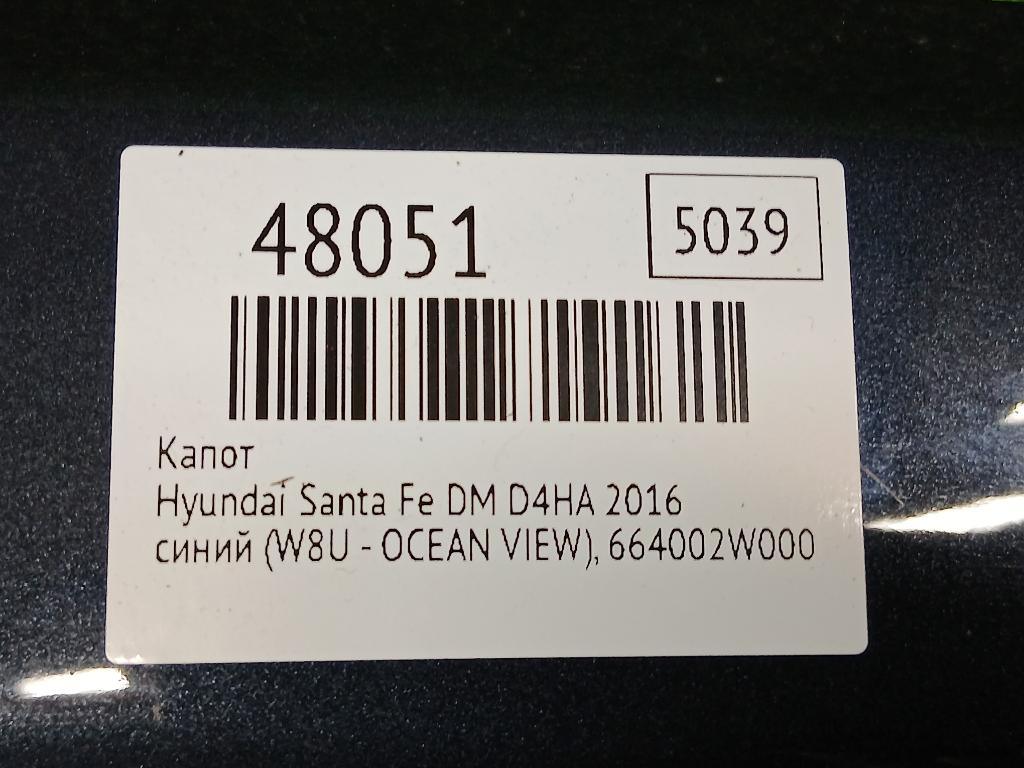 48051
5039
Капот
Hyundai Santa Fe DM D4HA 2016
синий (W8U - OCEAN VIEW), 664002W000